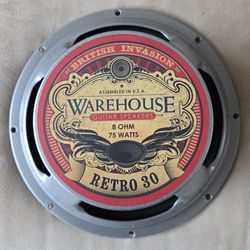 BRITISH INVASION
ASSEMBLED IN U.S.A.
WAREHOUSE
GUITAR SPEAKERS
8 OHM
75 WATTS
RETRO 30